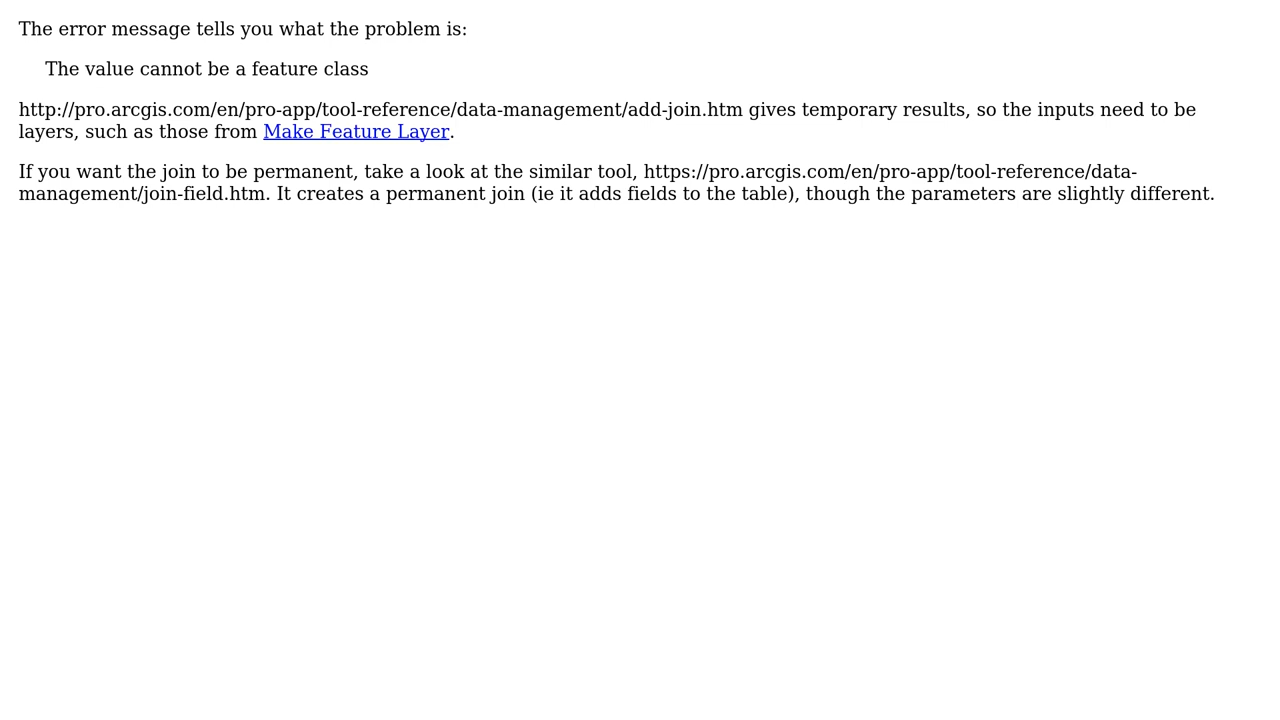 The error message tells you what the problem is:
The value cannot be a feature class
http://pro.arcgis.com/en/pro-app/tool-reference/data-management/add-join.htm gives temporary results, so the inputs need to be
layers, such as those from Make Feature Layer.
If you want the join to be permanent, take a look at the similar tool, https://pro.arcgis.com/en/pro-app/tool-reference/data-
management/join-field.htm. It creates a permanent join (ie it adds fields to the table), though the parameters are slightly different.